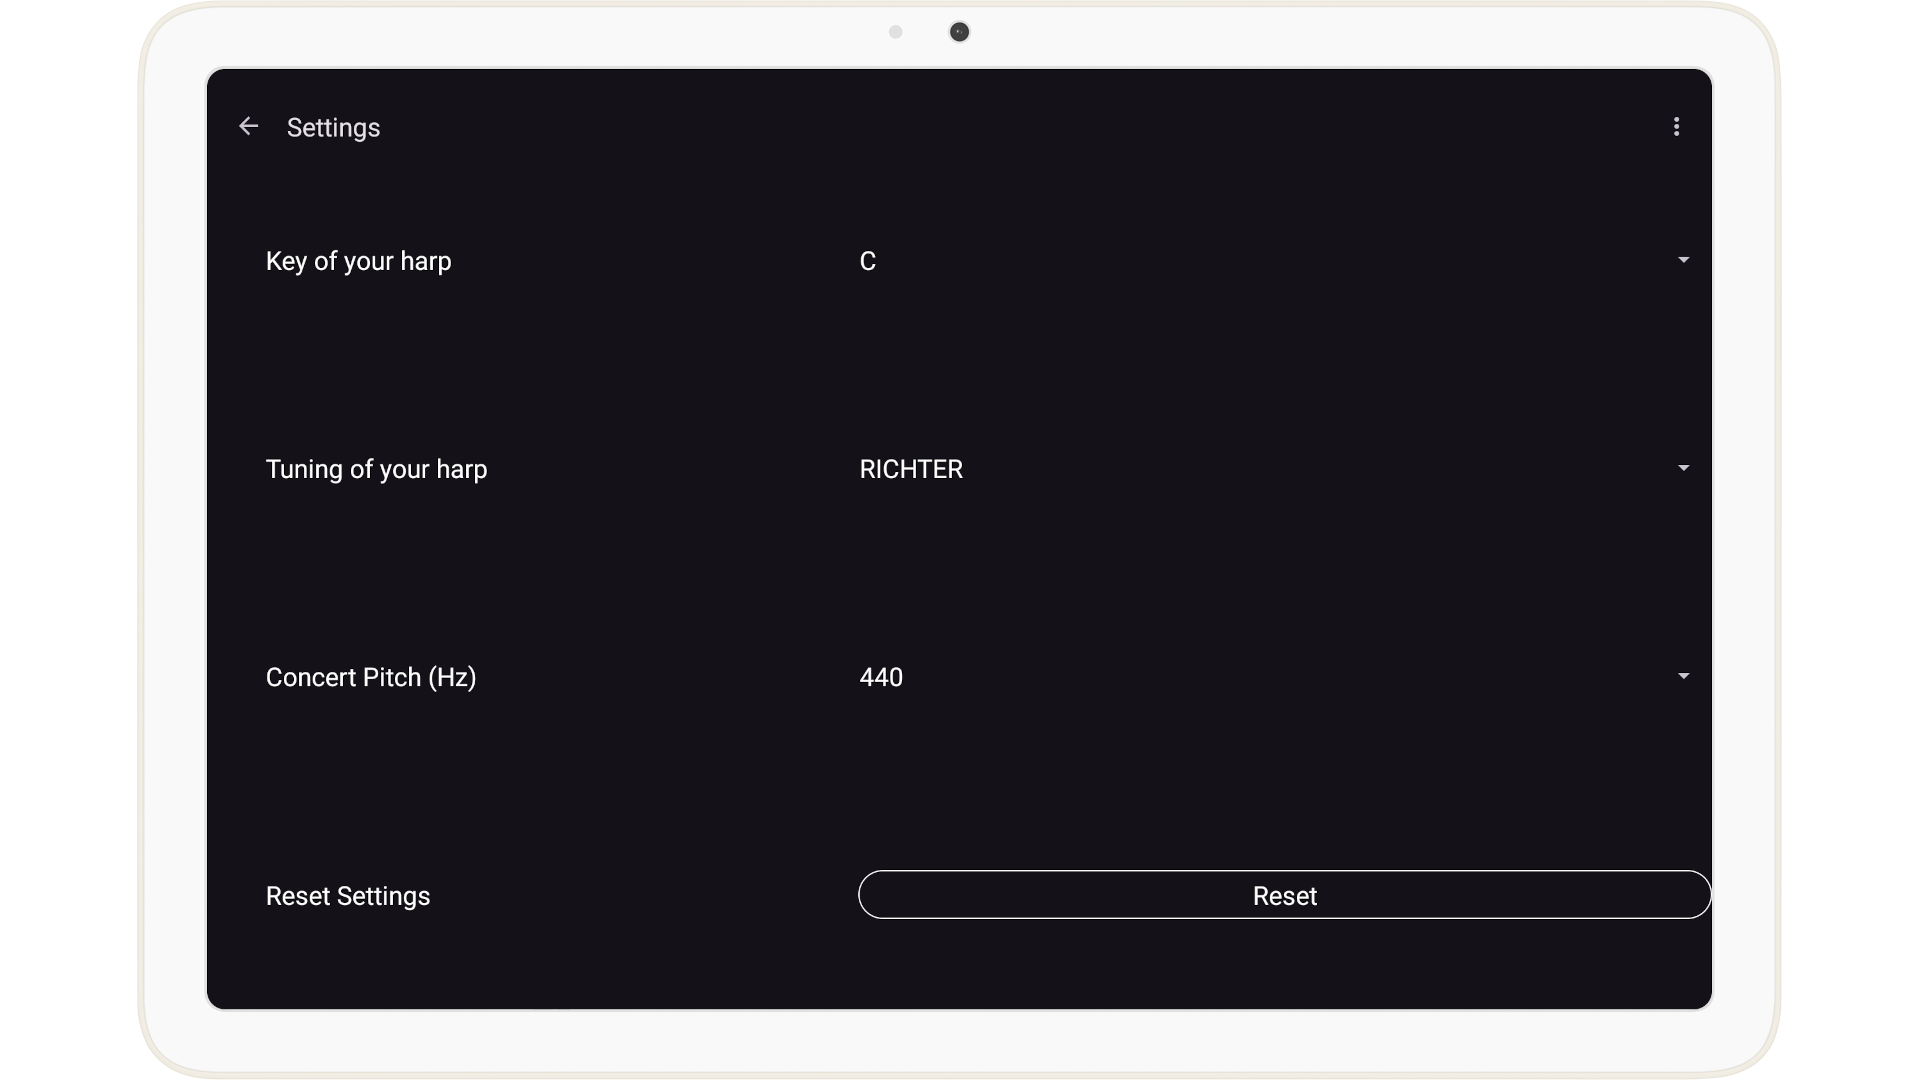 Settings
Key of your harp
C
Tuning of your harp
RICHTER
Concert Pitch (Hz)
440
Reset Settings
Reset